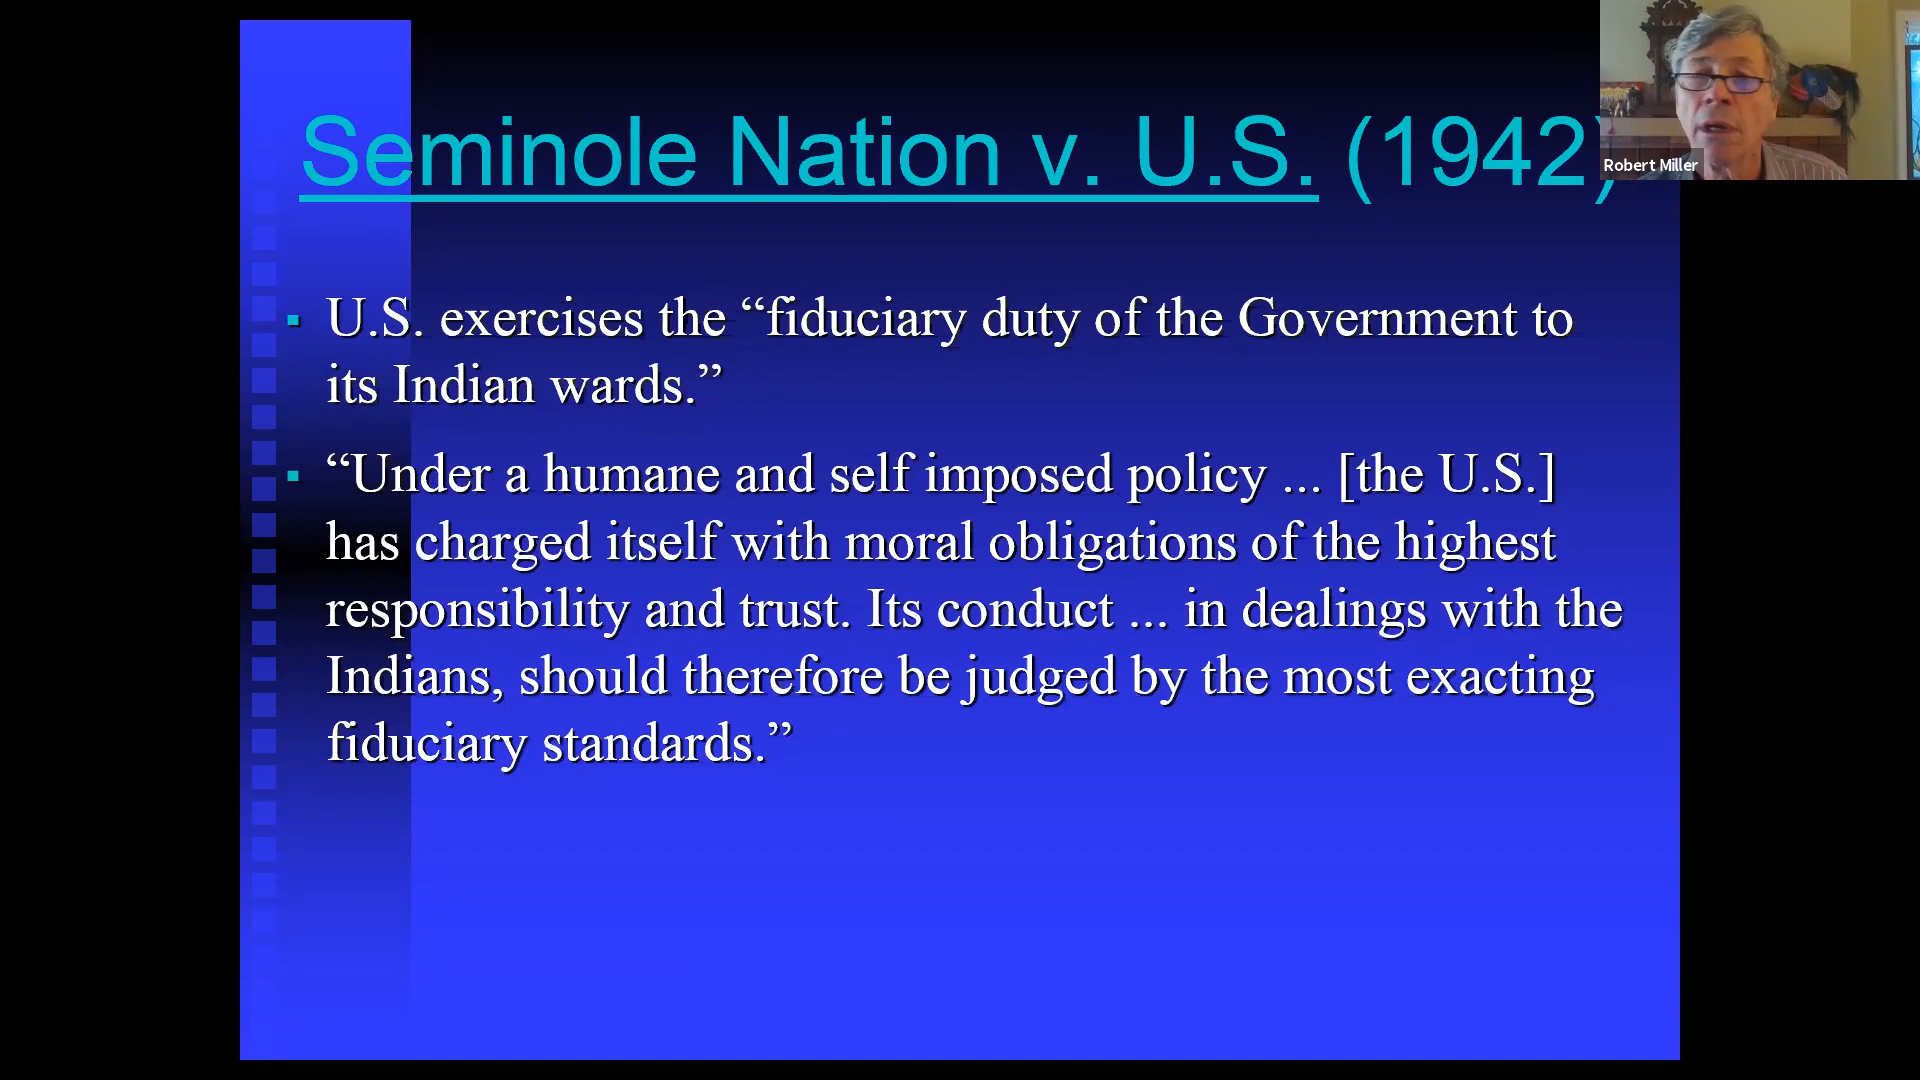 Seminole Nation v. U.S. (1942)
Robert Miller
▪ U.S. exercises the “fiduciary duty of the Government to
its Indian wards.”
▪ “Under a humane and self imposed policy ... [the U.S.]
has charged itself with moral obligations of the highest
responsibility and trust. Its conduct ... in dealings with the
Indians, should therefore be judged by the most exacting
fiduciary standards.”